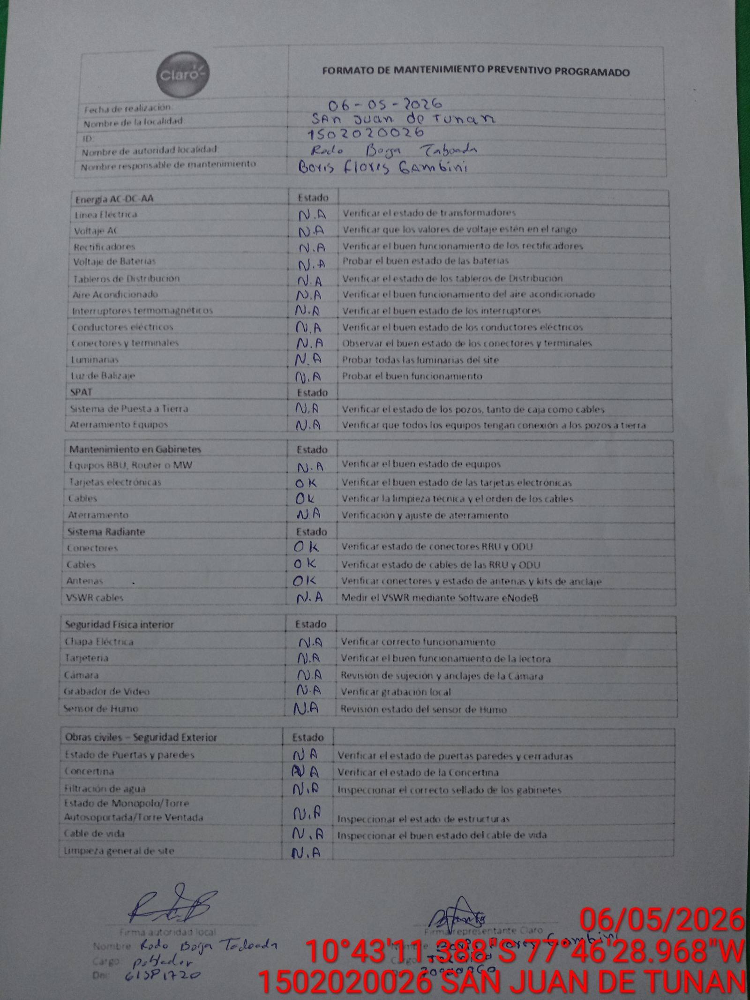 Claro
FORMATO DE MANTENIMIENTO PREVENTIVO PROGRAMADO
Fecha de realización: 06-05-2026
Nombre de la localidad: SAn Juan de Tunan
ID: 1502020026
Nombre de autoridad localidad: Rodo Borja Taboada
Nombre responsable de mantenimiento Boris Flores GAmbini
Energía AC-DC-AA Estado
Línea Eléctrica N.A Verificar el estado de transformadores
Voltaje AC N.A Verificar que los valores de voltaje estén en el rango
Rectificadores N.A Verificar el buen funcionamiento de los rectificadores
Voltaje de Baterías N.A Probar el buen estado de las baterías
Tableros de Distribución N.A Verificar el estado de los tableros de Distribución
Aire Acondicionado N.A Verificar el buen funcionamiento del aire acondicionado
Interruptores termomagnéticos N.A Verificar el buen estado de los interruptores
Conductores eléctricos N.A Verificar el buen estado de los conductores eléctricos
Conectores y terminales N.A Observar el buen estado de los conectores y terminales
Luminarias N.A Probar todas las luminarias del site
Luz de Balizaje N.A Probar el buen funcionamiento
SPAT Estado
Sistema de Puesta a Tierra N.A Verificar el estado de los pozos, tanto de caja como cables
Aterramiento Equipos N.A Verificar que todos los equipos tengan conexión a los pozos a tierra
Mantenimiento en Gabinetes Estado
Equipos BBU, Router o MW N.A Verificar el buen estado de equipos
Tarjetas electrónicas OK Verificar el buen estado de las tarjetas electrónicas
Cables OK Verificar la limpieza técnica y el orden de los cables
Aterramiento N.A Verificación y ajuste de aterramiento
Sistema Radiante Estado
Conectores OK Verificar estado de conectores RRU y ODU
Cables OK Verificar estado de cables de las RRU y ODU
Antenas OK Verificar conectores y estado de antenas y kits de anclaje
VSWR cables N.A Medir el VSWR mediante Software eNodeB
Seguridad Física interior Estado
Chapa Eléctrica N.A Verificar correcto funcionamiento
Tarjetería N.A Verificar el buen funcionamiento de la lectora
Cámara N.A Revisión de sujeción y anclajes de la Cámara
Grabador de Video N.A Verificar grabación local
Sensor de Humo N.A Revisión estado del sensor de Humo
Obras civiles – Seguridad Exterior Estado
Estado de Puertas y paredes NA Verificar el estado de puertas paredes y cerraduras
Concertina NA Verificar el estado de la Concertina
Filtración de agua N.A Inspeccionar el correcto sellado de los gabinetes
Estado de Monopolo/Torre
Autosoportada/Torre Ventada N.A Inspeccionar el estado de estructuras
Cable de vida N.A Inspeccionar el buen estado del cable de vida
Limpieza general de site N.A
Firma autoridad local
Nombre Rodo Borja Taboada
Cargo: poblador
Dni:
Firma representante Claro
Gambini
06/05/2026
10°43'11.388"S 77°46'28.968"W
1502020026 SAN JUAN DE TUNAN